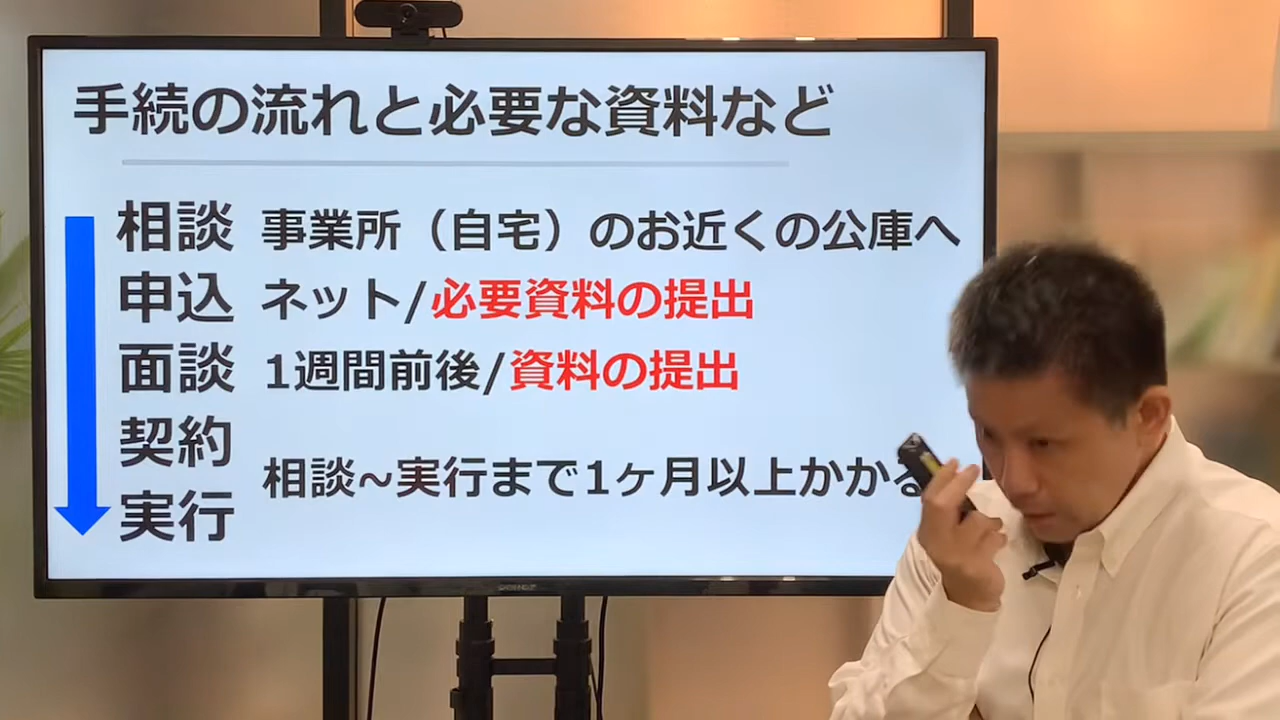 手続の流れと必要な資料など
相談 事業所（自宅）のお近くの公庫へ
申込 ネット/必要資料の提出
面談 1週間前後/資料の提出
契約
相談~実行まで1ヶ月以上かかる
実行